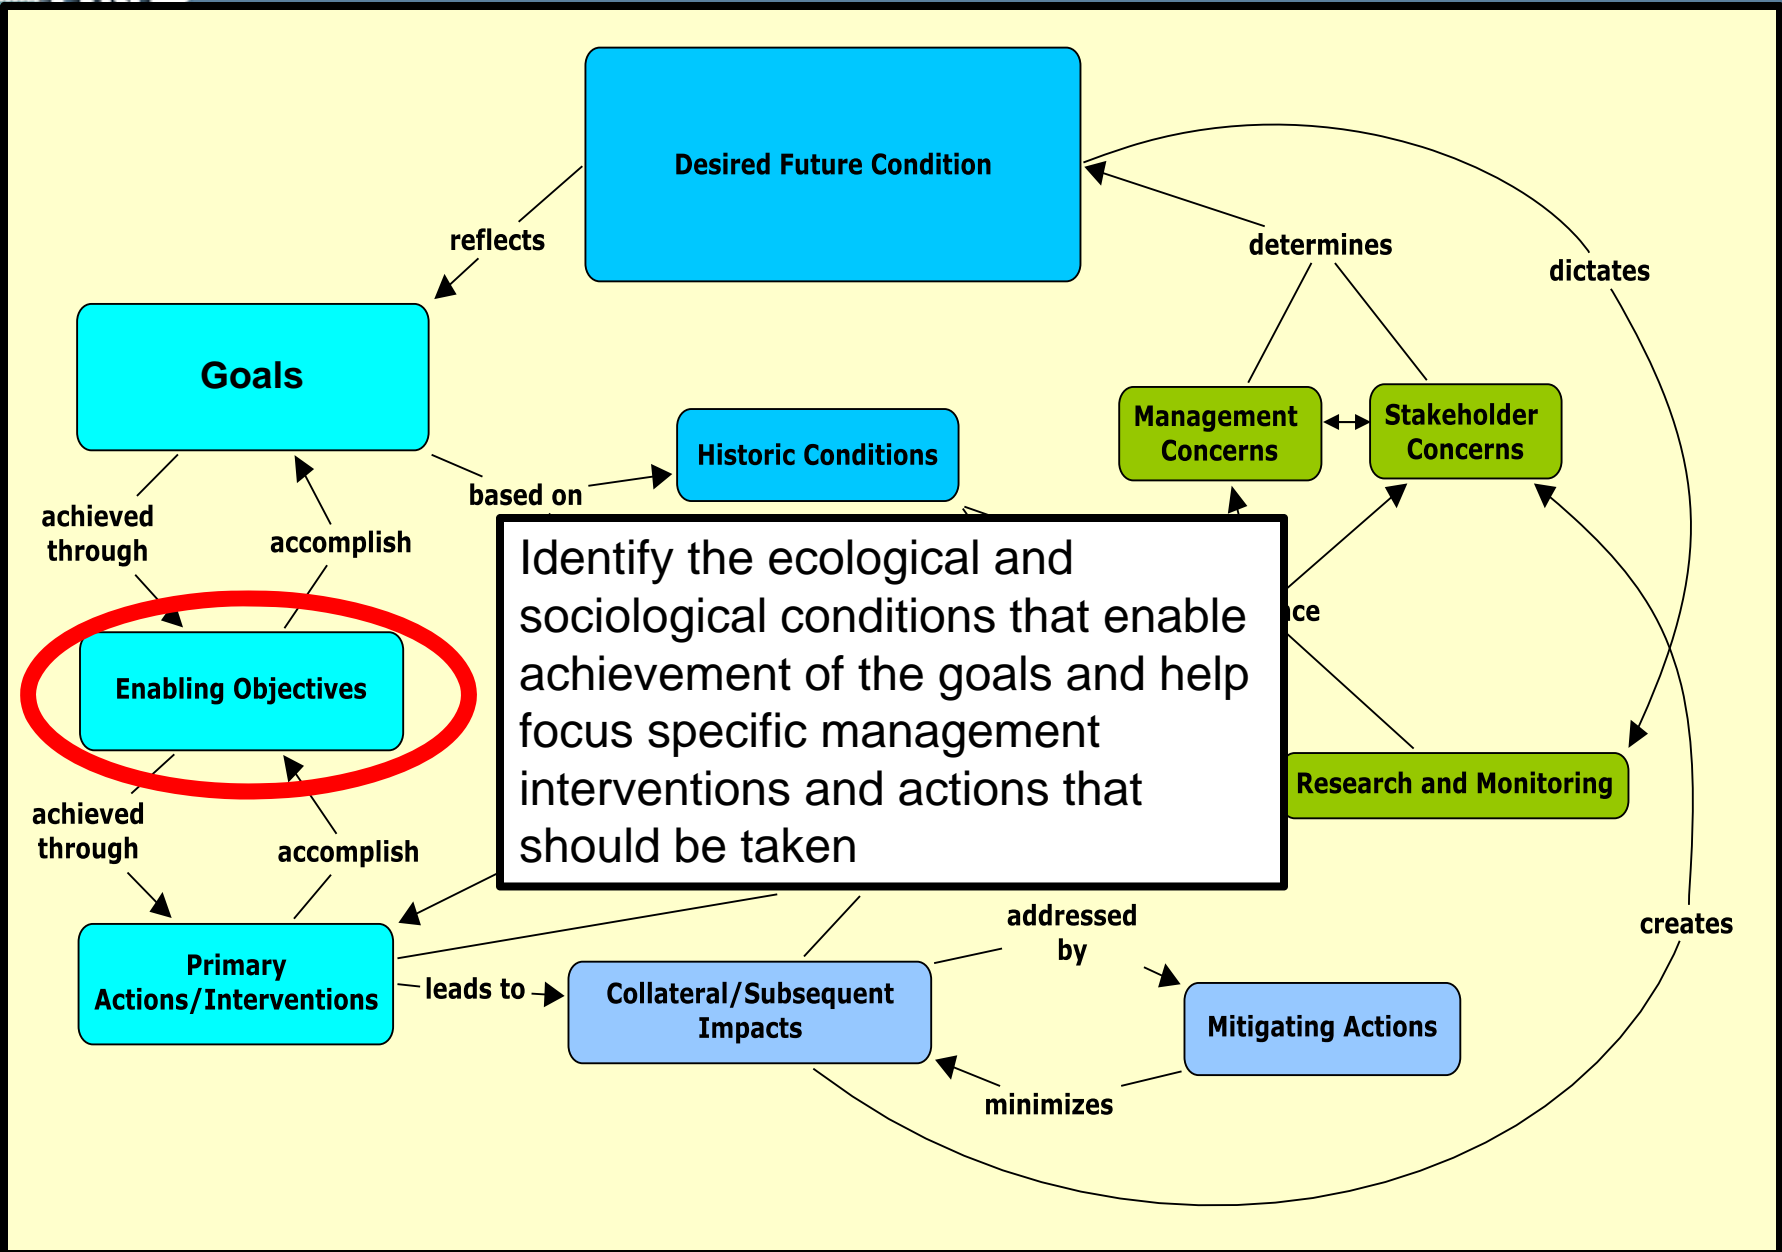 Desired Future Condition
reflects
determines
dictates
Goals
Management
Concerns
Stakeholder
Concerns
Historic Conditions
based on
achieved
through
accomplish
Identify the ecological and
sociological conditions that enable
achievement of the goals and help
focus specific management
interventions and actions that
should be taken
Enabling Objectives
Research and Monitoring
achieved
through
accomplish
addressed
by
creates
Primary
Actions/Interventions
leads to
Collateral/Subsequent
Impacts
Mitigating Actions
minimizes